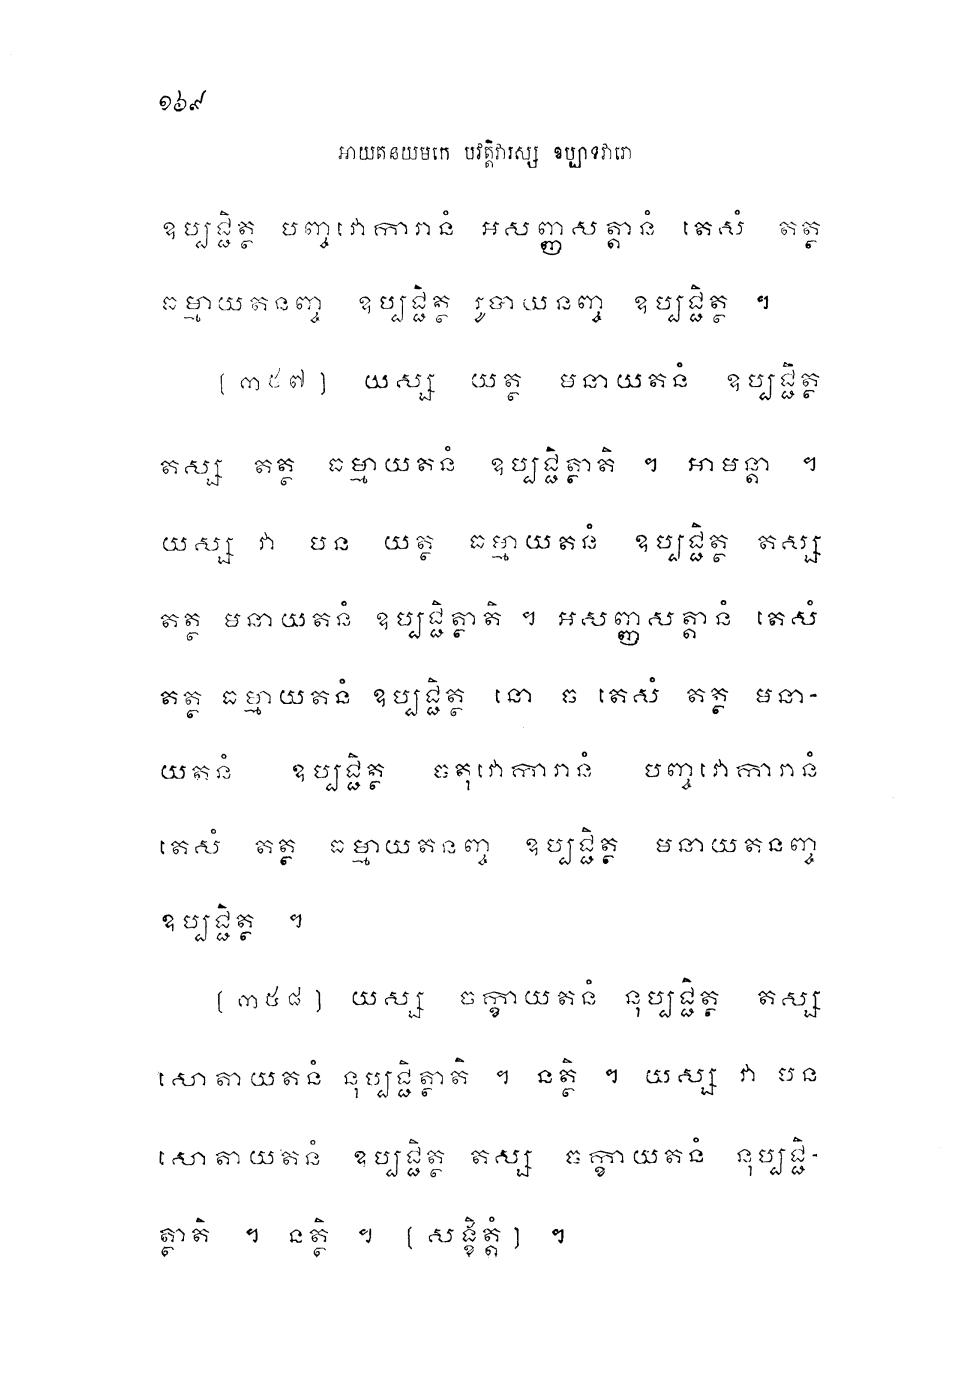 ១៦៩
អាយតនយមកេ បវត្តិវារស្ស ឧប្បាទវារោ
ឧប្បជ្ជិត្ថ បញ្ចវោការានំ អសញ្ញសត្តានំ តេសំ តត្ថ
ធម្មាយតនញ្ច ឧប្បជ្ជិត្ថ រូបាយនញ្ច ឧប្បជ្ជិត្ថ ។
(៣៥៧) យស្ស យត្ថ មនាយតនំ ឧប្បជ្ជិត្ថ
តស្ស តត្ថ ធម្មាយតនំ ឧប្បជ្ជិត្ថាតិ ។ អាមន្តា ។
យស្ស វា បន យត្ថ ធម្មាយតនំ ឧប្បជ្ជិត្ថ តស្ស
តត្ថ មនាយតនំ ឧប្បជ្ជិត្ថាតិ ។ អសញ្ញសត្តានំ តេសំ
តត្ថ ធម្មាយតនំ ឧប្បជ្ជិត្ថ នោ ច តេសំ តត្ថ មនា-
យតនំ ឧប្បជ្ជិត្ថ ចតុវោការានំ បញ្ចវោការានំ
តេសំ តត្ថ ធម្មាយតនញ្ច ឧប្បជ្ជិត្ថ មនាយតនញ្ច
ឧប្បជ្ជិត្ថ ។
(៣៥៨) យស្ស ចក្ខាយតនំ នុប្បជ្ជិត្ថ តស្ស
សោតាយតនំ នុប្បជ្ជិត្ថាតិ ។ នត្ថិ ។ យស្ស វា បន
សោតាយតនំ ឧប្បជ្ជិត្ថ តស្ស ចក្ខាយតនំ នុប្បជ្ជិ-
ត្ថាតិ ។ នត្ថិ ។ (សង្ខិត្តំ) ។